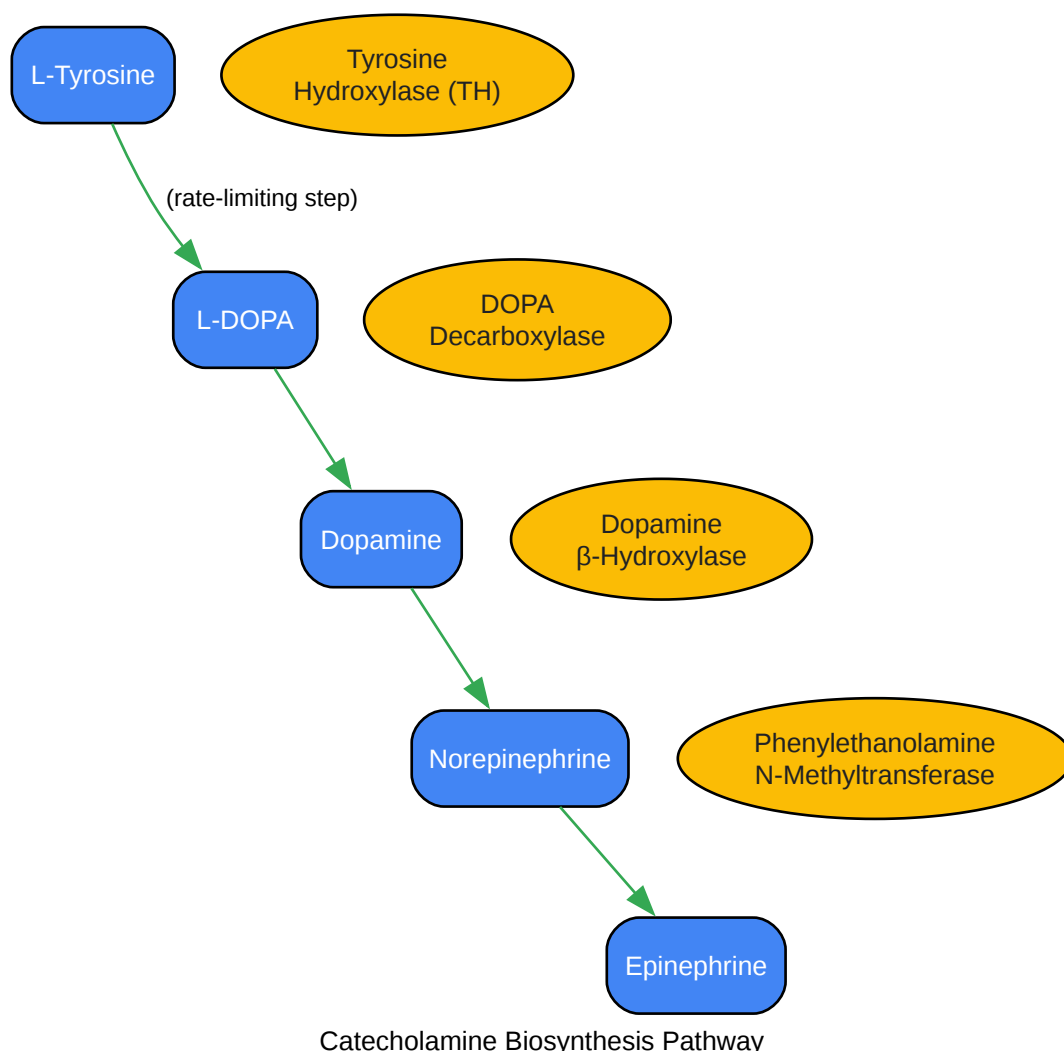 L-Tyrosine
Tyrosine
Hydroxylase (TH)
(rate-limiting step)
L-DOPA
DOPA
Decarboxylase
Dopamine
Dopamine
β-Hydroxylase
Norepinephrine
Phenylethanolamine
N-Methyltransferase
Epinephrine
Catecholamine Biosynthesis Pathway